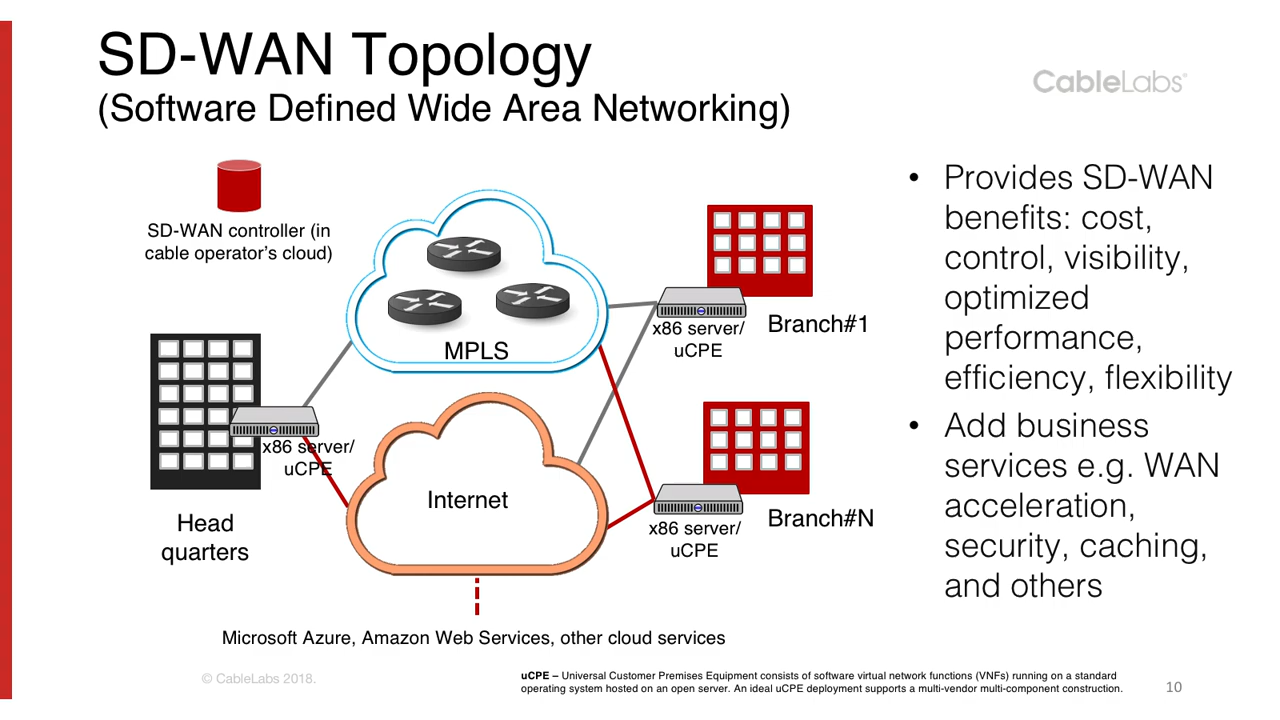 SD-WAN Topology
(Software Defined Wide Area Networking)
CableLabs®
SD-WAN controller (in
cable operator's cloud)
MPLS
x86 server/
uCPE
Branch#1
x86 server/
uCPE
Head
quarters
Internet
x86 server/
uCPE
Branch#N
Microsoft Azure, Amazon Web Services, other cloud services
• Provides SD-WAN
benefits: cost,
control, visibility,
optimized
performance,
efficiency, flexibility
• Add business
services e.g. WAN
acceleration,
security, caching,
and others
© CableLabs 2018.
uCPE – Universal Customer Premises Equipment consists of software virtual network functions (VNFs) running on a standard
operating system hosted on an open server. An ideal uCPE deployment supports a multi-vendor multi-component construction.
10